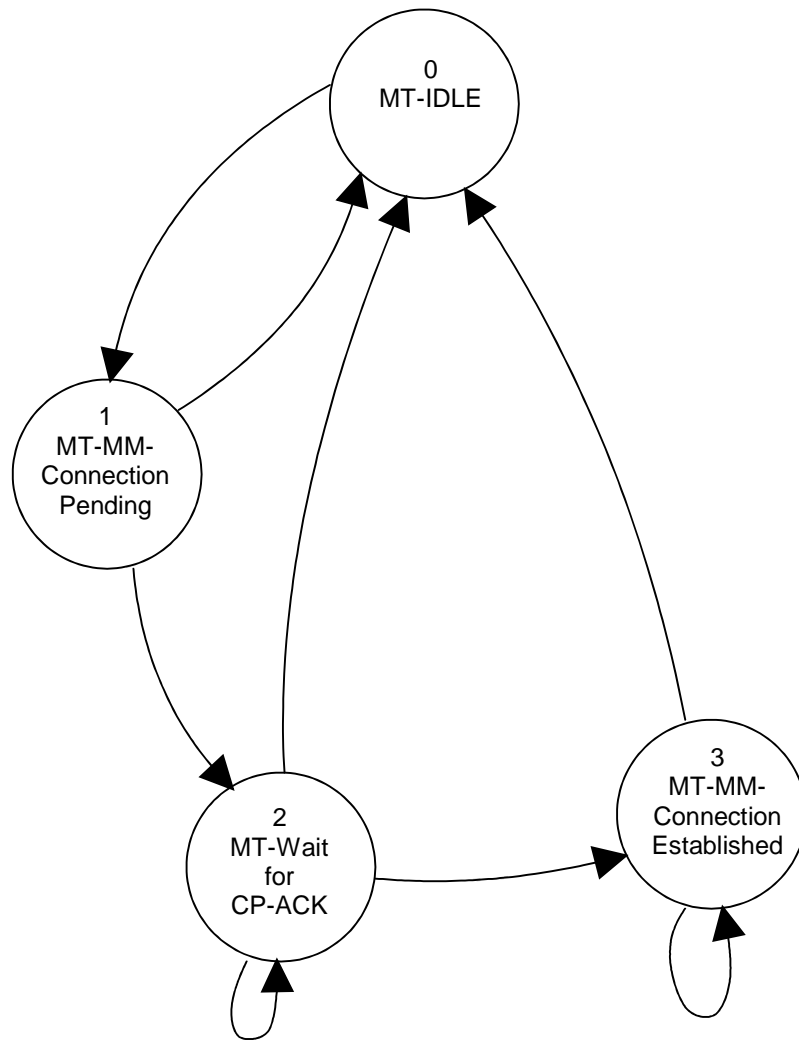 0
MT-IDLE
1
MT-MM-
Connection
Pending
2
MT-Wait
for
CP-ACK
3
MT-MM-
Connection
Established